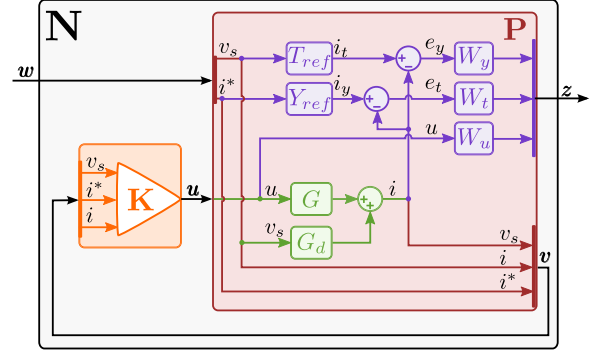 N
P
w
v_s
T_ref
i_t
e_y
W_y
i*
Y_ref
i_y
e_t
W_t
z
u
W_u
v_s
i*
K
i
u
u
G
i
v_s
G_d
v_s
i
v
i*